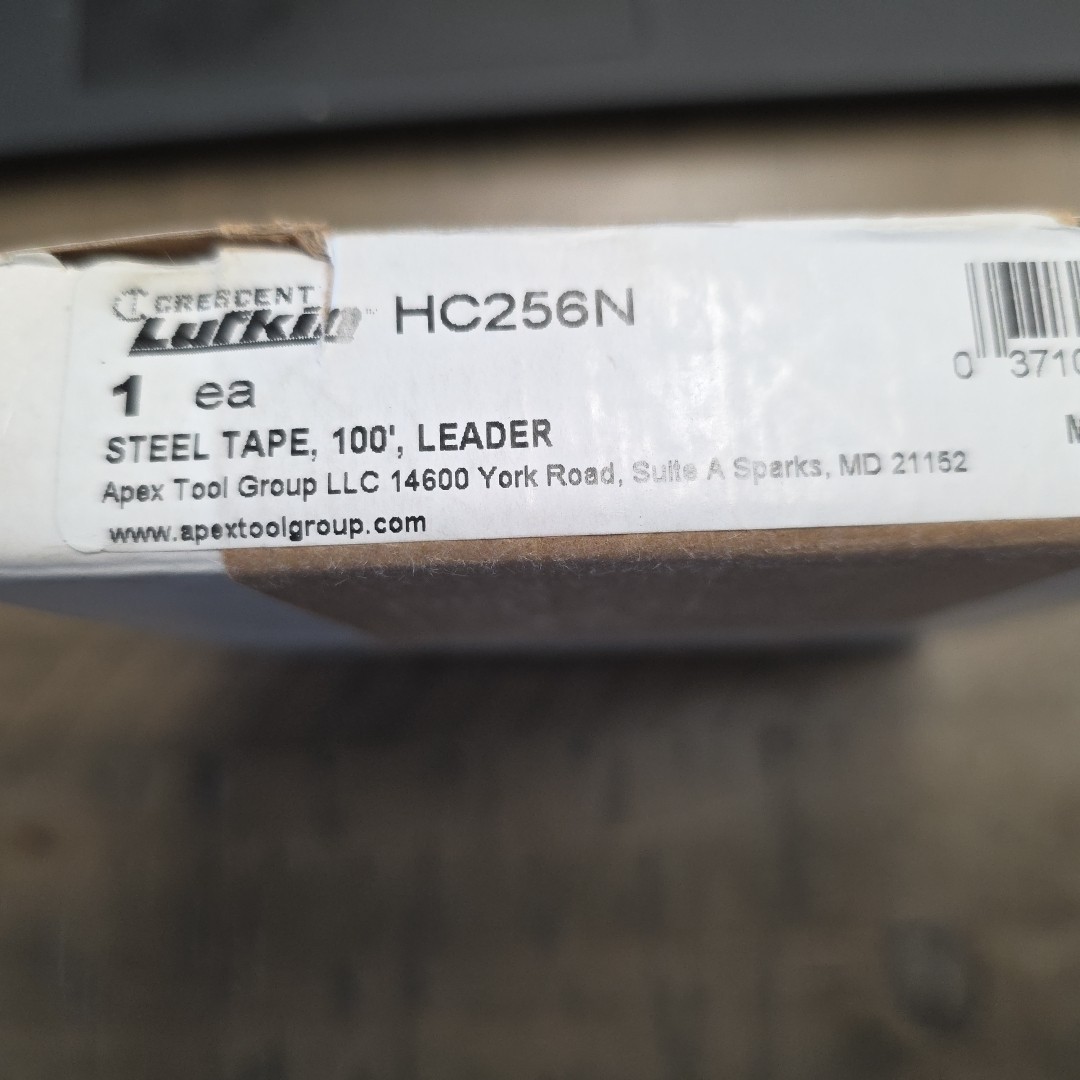 CRESCENT
Lufkin™ HC256N
0 3710
1 ea
STEEL TAPE, 100', LEADER
Apex Tool Group LLC 14600 York Road, Suite A Sparks, MD 21152
www.apextoolgroup.com